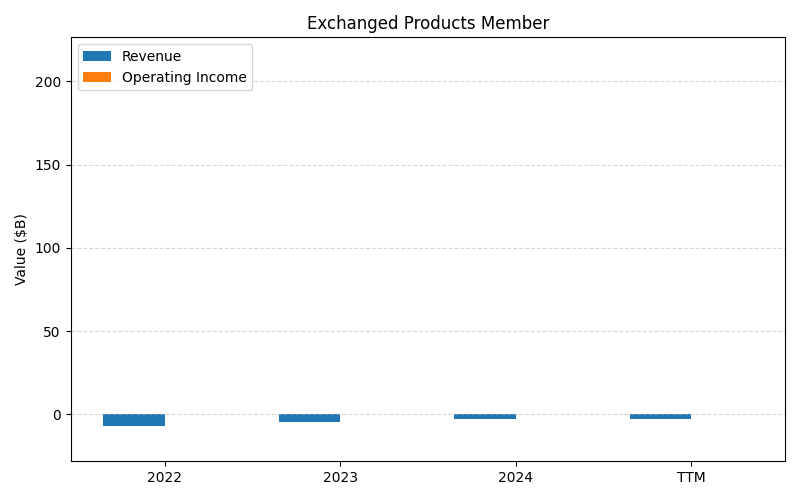 Exchanged Products Member
Revenue
Operating Income
Value ($B)
200
150
100
50
0
2022 2023 2024 TTM